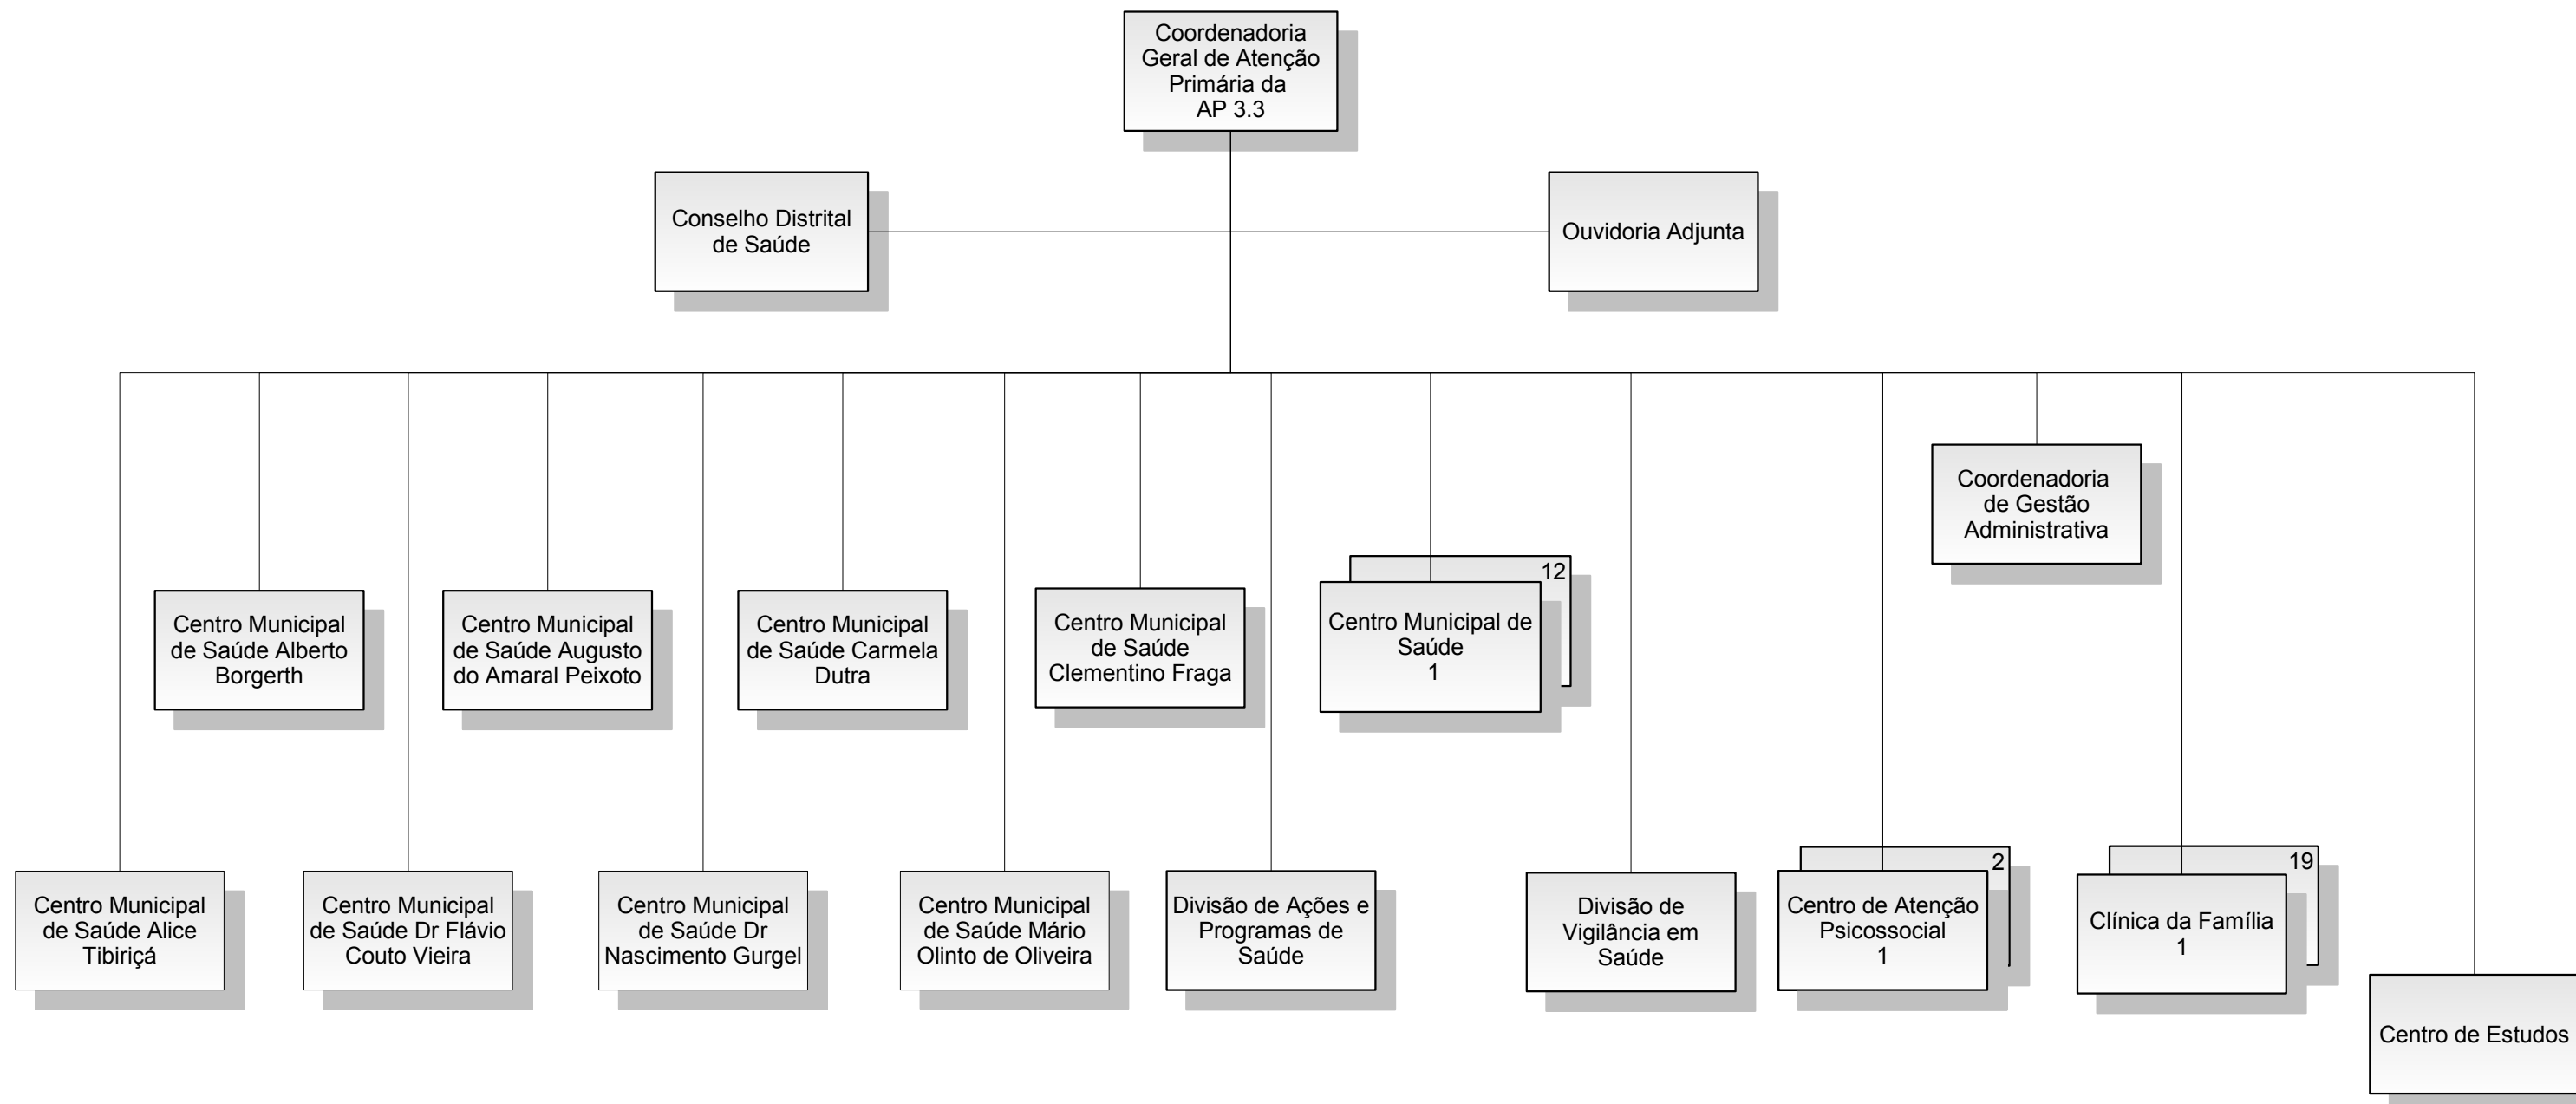 Coordenadoria
Geral de Atenção
Primária da
AP 3.3
Conselho Distrital
de Saúde
Ouvidoria Adjunta
Coordenadoria
de Gestão
Administrativa
Centro Municipal
de Saúde Alberto
Borgerth
Centro Municipal
de Saúde Augusto
do Amaral Peixoto
Centro Municipal
de Saúde Carmela
Dutra
Centro Municipal
de Saúde
Clementino Fraga
12
Centro Municipal de
Saúde
1
Centro Municipal
de Saúde Alice
Tibiriçá
Centro Municipal
de Saúde Dr Flávio
Couto Vieira
Centro Municipal
de Saúde Dr
Nascimento Gurgel
Centro Municipal
de Saúde Mário
Olinto de Oliveira
Divisão de Ações e
Programas de
Saúde
Divisão de
Vigilância em
Saúde
2
Centro de Atenção
Psicossocial
1
19
Clínica da Família
1
Centro de Estudos